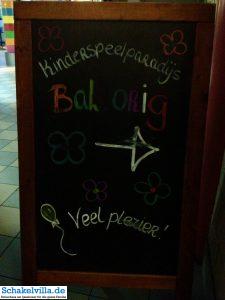 Kinderspeelparadijs
Bal orig
Veel plezier!
Schakelvilla.de